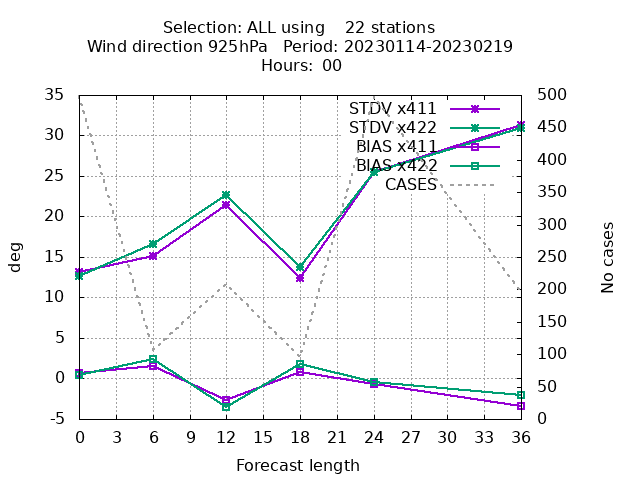 Selection: ALL using    22 stations
Wind direction 925hPa   Period: 20230114-20230219
Hours: 00
STDV x411
STDV x422
BIAS x411
BIAS x422
CASES
35
30
25
20
15
10
5
0
-5
deg
500
450
400
350
300
250
200
150
100
50
0
No cases
0 3 6 9 12 15 18 21 24 27 30 33 36
Forecast length